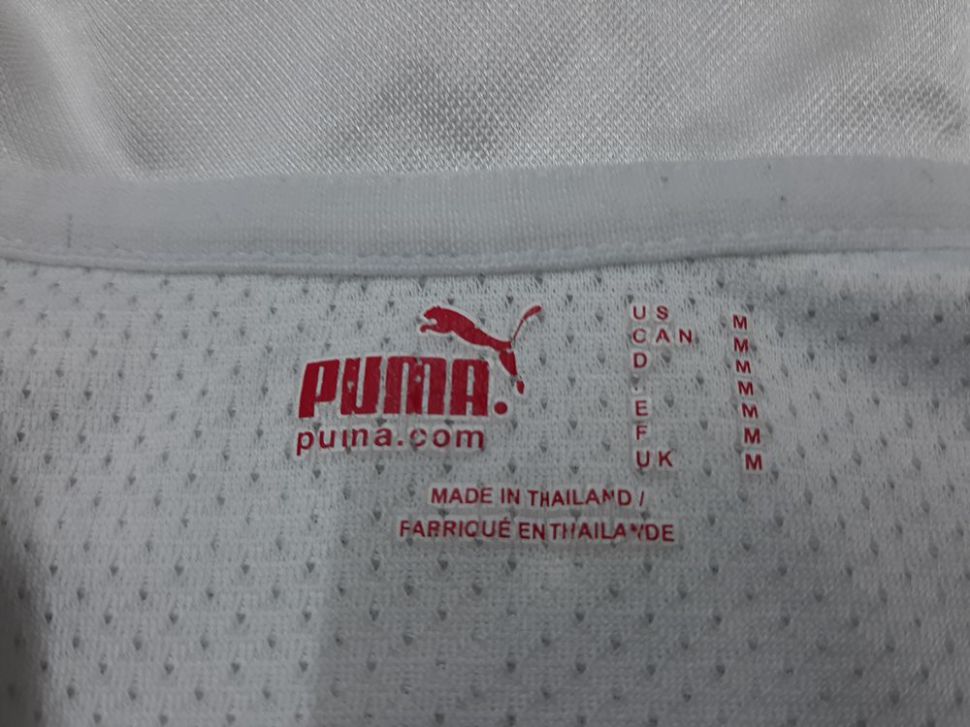 PUMA.
puma.com
US M
CAN M
D M
I M
E M
F M
UK M
MADE IN THAILAND /
FABRIQUÉ EN THAILANDE